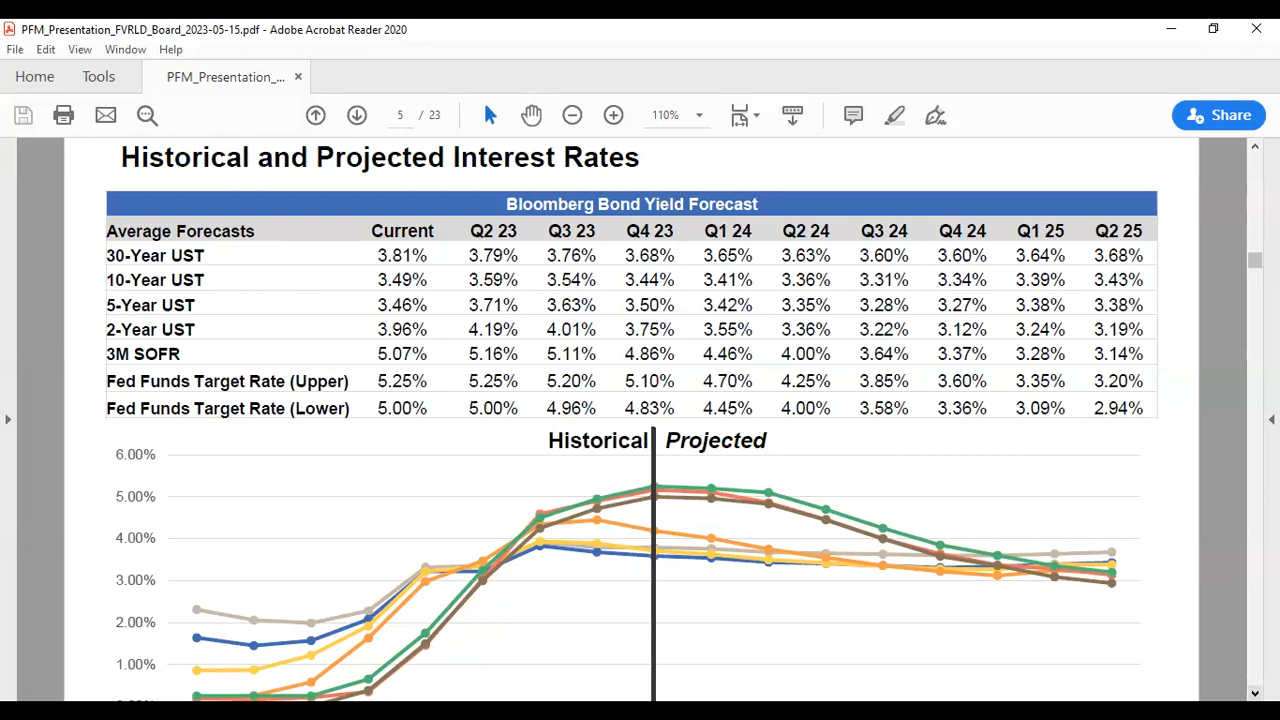 PFM_Presentation_FVRLD_Board_2023-05-15.pdf - Adobe Acrobat Reader 2020
File Edit View Window Help
Home Tools PFM_Presentation_... ×
5 / 23 110% Share
Historical and Projected Interest Rates
Bloomberg Bond Yield Forecast
Average Forecasts Current Q2 23 Q3 23 Q4 23 Q1 24 Q2 24 Q3 24 Q4 24 Q1 25 Q2 25
30-Year UST 3.81% 3.79% 3.76% 3.68% 3.65% 3.63% 3.60% 3.60% 3.64% 3.68%
10-Year UST 3.49% 3.59% 3.54% 3.44% 3.41% 3.36% 3.31% 3.34% 3.39% 3.43%
5-Year UST 3.46% 3.71% 3.63% 3.50% 3.42% 3.35% 3.28% 3.27% 3.38% 3.38%
2-Year UST 3.96% 4.19% 4.01% 3.75% 3.55% 3.36% 3.22% 3.12% 3.24% 3.19%
3M SOFR 5.07% 5.16% 5.11% 4.86% 4.46% 4.00% 3.64% 3.37% 3.28% 3.14%
Fed Funds Target Rate (Upper) 5.25% 5.25% 5.20% 5.10% 4.70% 4.25% 3.85% 3.60% 3.35% 3.20%
Fed Funds Target Rate (Lower) 5.00% 5.00% 4.96% 4.83% 4.45% 4.00% 3.58% 3.36% 3.09% 2.94%
Historical Projected
6.00%
5.00%
4.00%
3.00%
2.00%
1.00%